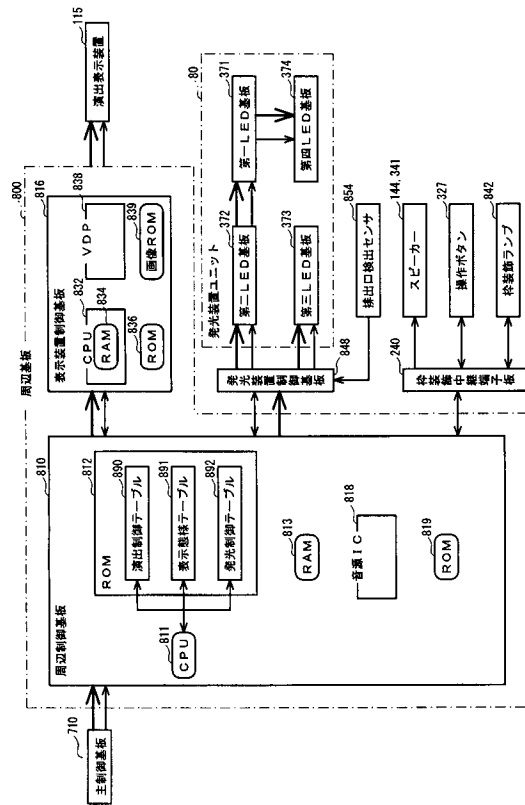 710
主制御基板
周辺基板
800
810
周辺制御基板
812
ROM
890
演出制御テーブル
891
表示態様テーブル
892
発光制御テーブル
811
CPU
813
RAM
818
音源IC
819
ROM
816
表示装置制御基板
832
CPU
834
RAM
836
ROM
838
VDP
839
画像ROM
115
演出表示装置
80
発光装置ユニット
372
第二LED基板
371
第一LED基板
373
第三LED基板
374
第四LED基板
848
発光装置制御基板
854
排出口検出センサ
240
枠装飾中継端子板
144,341
スピーカー
327
操作ボタン
842
枠装飾ランプ